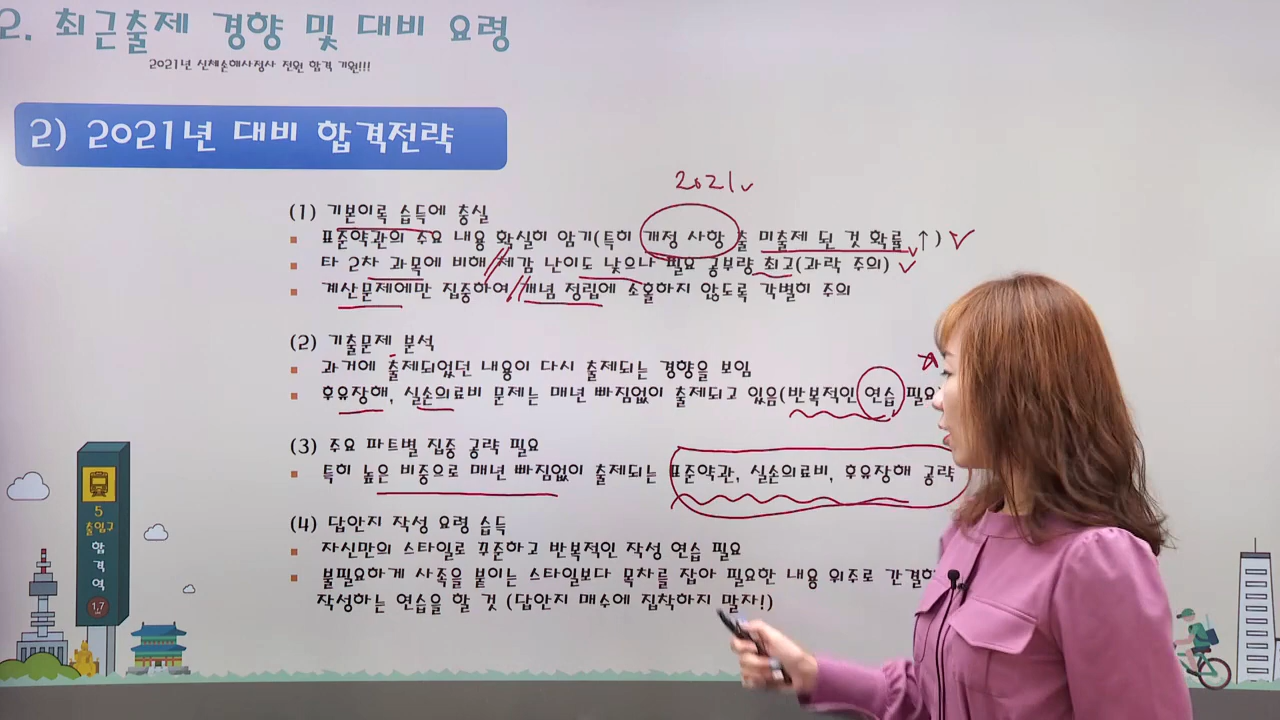 2. 최근출제 경향 및 대비 요령
2021년 신체손해사정사 전원 합격 기원!!!
2) 2021년 대비 합격전략
2021
(1) 기본이론 습득에 충실
표준약관의 주요 내용 확실히 암기(특히 개정 사항 중 미출제 된 것 확률 ↑)
타 2차 과목에 비해 체감 난이도 낮으나 필요 공부량 최고(과락 주의)
계산문제에만 집중하여 개념 정립에 소홀하지 않도록 각별히 주의
(2) 기출문제 분석
과거에 출제되었던 내용이 다시 출제되는 경향을 보임
후유장해, 실손의료비 문제는 매년 빠짐없이 출제되고 있음(반복적인 연습 필요
(3) 주요 파트별 집중 공략 필요
특히 높은 비중으로 매년 빠짐없이 출제되는 표준약관, 실손의료비, 후유장해 공략
(4) 답안지 작성 요령 습득
자신만의 스타일로 꾸준하고 반복적인 작성 연습 필요
불필요하게 사족을 붙이는 스타일보다 목차를 잡아 필요한 내용 위주로
작성하는 연습을 할 것 (답안지 매수에 집착하지 말자!)
5
출입구
합
격
역
1,7